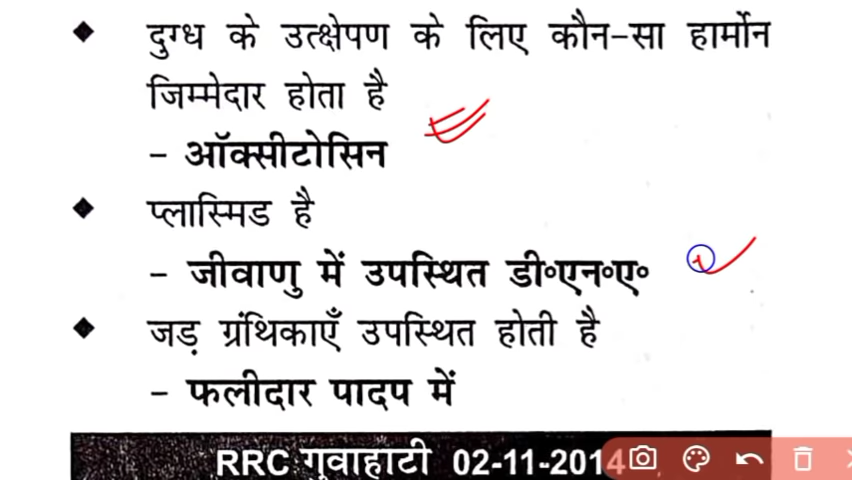 ◆ दुग्ध के उत्क्षेपण के लिए कौन-सा हार्मोन
जिम्मेदार होता है
– ऑक्सीटोसिन
◆ प्लास्मिड है
– जीवाणु में उपस्थित डी॰एन॰ए॰
◆ जड़ ग्रंथिकाएँ उपस्थित होती है
– फलीदार पादप में
RRC गुवाहाटी 02-11-2014